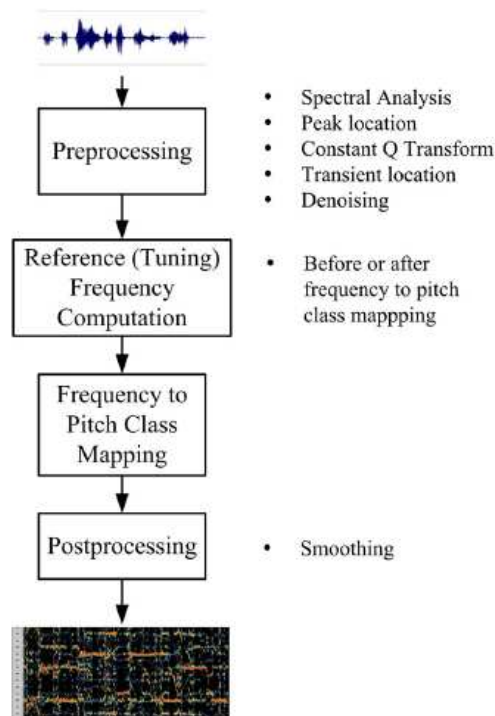 Preprocessing
• Spectral Analysis
• Peak location
• Constant Q Transform
• Transient location
• Denoising
Reference (Tuning)
Frequency
Computation
• Before or after
frequency to pitch
class mappping
Frequency to
Pitch Class
Mapping
Postprocessing
• Smoothing